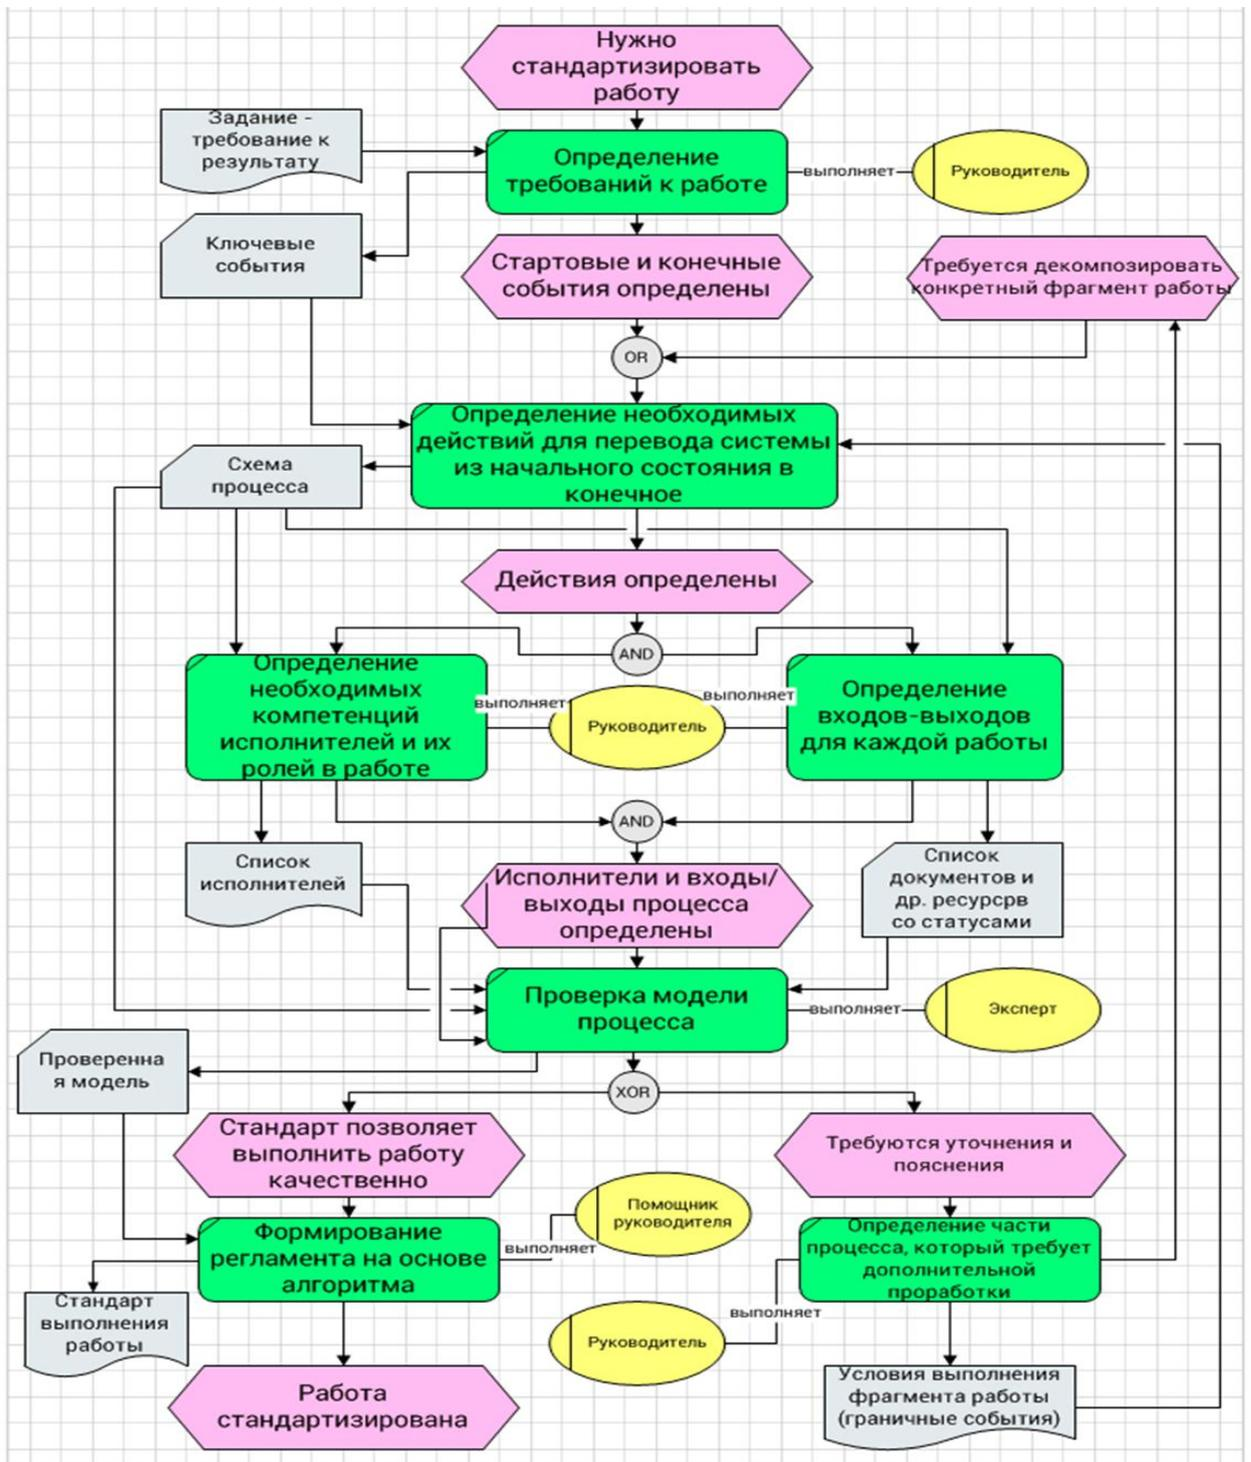 Нужно
стандартизировать
работу
Задание -
требование к
результату
Определение
требований к работе
выполняет
Руководитель
Ключевые
события
Стартовые и конечные
события определены
Требуется декомпозировать
конкретный фрагмент работы
OR
Определение необходимых
действий для перевода системы
из начального состояния в
конечное
Схема
процесса
Действия определены
AND
Определение
необходимых
компетенций
исполнителей и их
ролей в работе
выполняет
Руководитель
выполняет
Определение
входов-выходов
для каждой работы
AND
Список
исполнителей
Исполнители и входы/
выходы процесса
определены
Список
документов и
др. ресурсрв
со статусами
Проверка модели
процесса
выполняет
Эксперт
Проверенна
я модель
XOR
Стандарт позволяет
выполнить работу
качественно
Требуются уточнения и
пояснения
Помощник
руководителя
выполняет
Формирование
регламента на основе
алгоритма
Определение части
процесса, который требует
дополнительной
проработки
Стандарт
выполнения
работы
Руководитель
выполняет
Работа
стандартизирована
Условия выполнения
фрагмента работы
(граничные события)